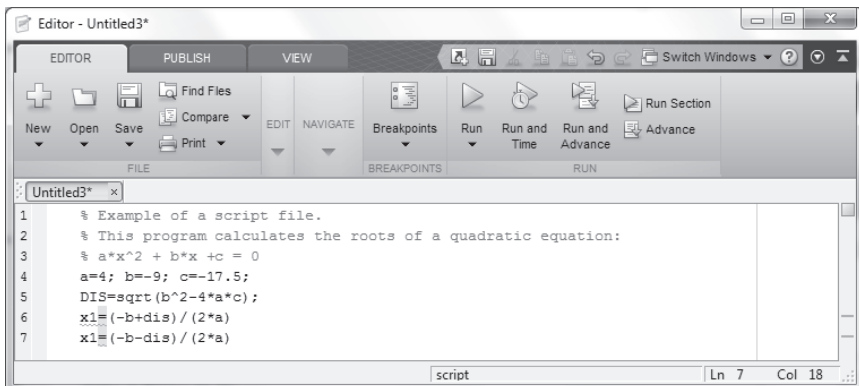 Editor - Untitled3*
EDITOR PUBLISH VIEW Switch Windows ?
New Open Save
Find Files
Compare
Print
EDIT NAVIGATE
Breakpoints
Run Run and Time Run and Advance
Run Section
Advance
FILE BREAKPOINTS RUN
Untitled3* ×
1 % Example of a script file.
2 % This program calculates the roots of a quadratic equation:
3 % a*x^2 + b*x +c = 0
4 a=4; b=-9; c=-17.5;
5 DIS=sqrt(b^2-4*a*c);
6 x1=(-b+dis)/(2*a)
7 x1=(-b-dis)/(2*a)
script Ln 7 Col 18